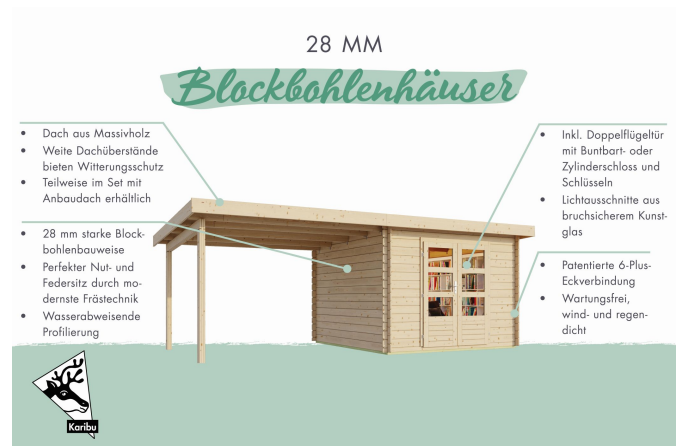 28 MM
Blockbohlenhäuser
• Dach aus Massivholz
• Weite Dachüberstände
bieten Witterungsschutz
• Teilweise im Set mit
Anbaudach erhältlich
• 28 mm starke Block-
bohlenbauweise
• Perfekter Nut- und
Federsitz durch mo-
dernste Frästechnik
• Wasserabweisende
Profilierung
• Inkl. Doppelflügeltür
mit Buntbart- oder
Zylinderschloss und
Schlüsseln
• Lichtausschnitte aus
bruchsicherem Kunst-
glas
• Patentierte 6-Plus-
Eckverbindung
• Wartungsfrei,
wind- und regen-
dicht
Karibu